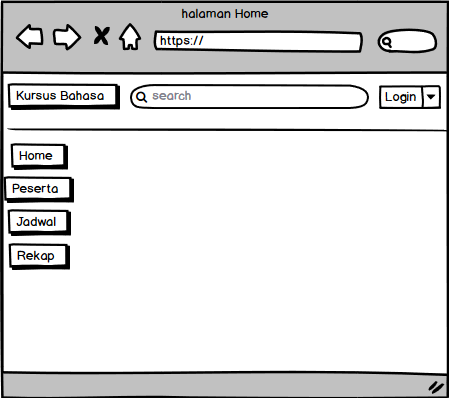 halaman Home
https://
Kursus Bahasa
search
Login
Home
Peserta
Jadwal
Rekap